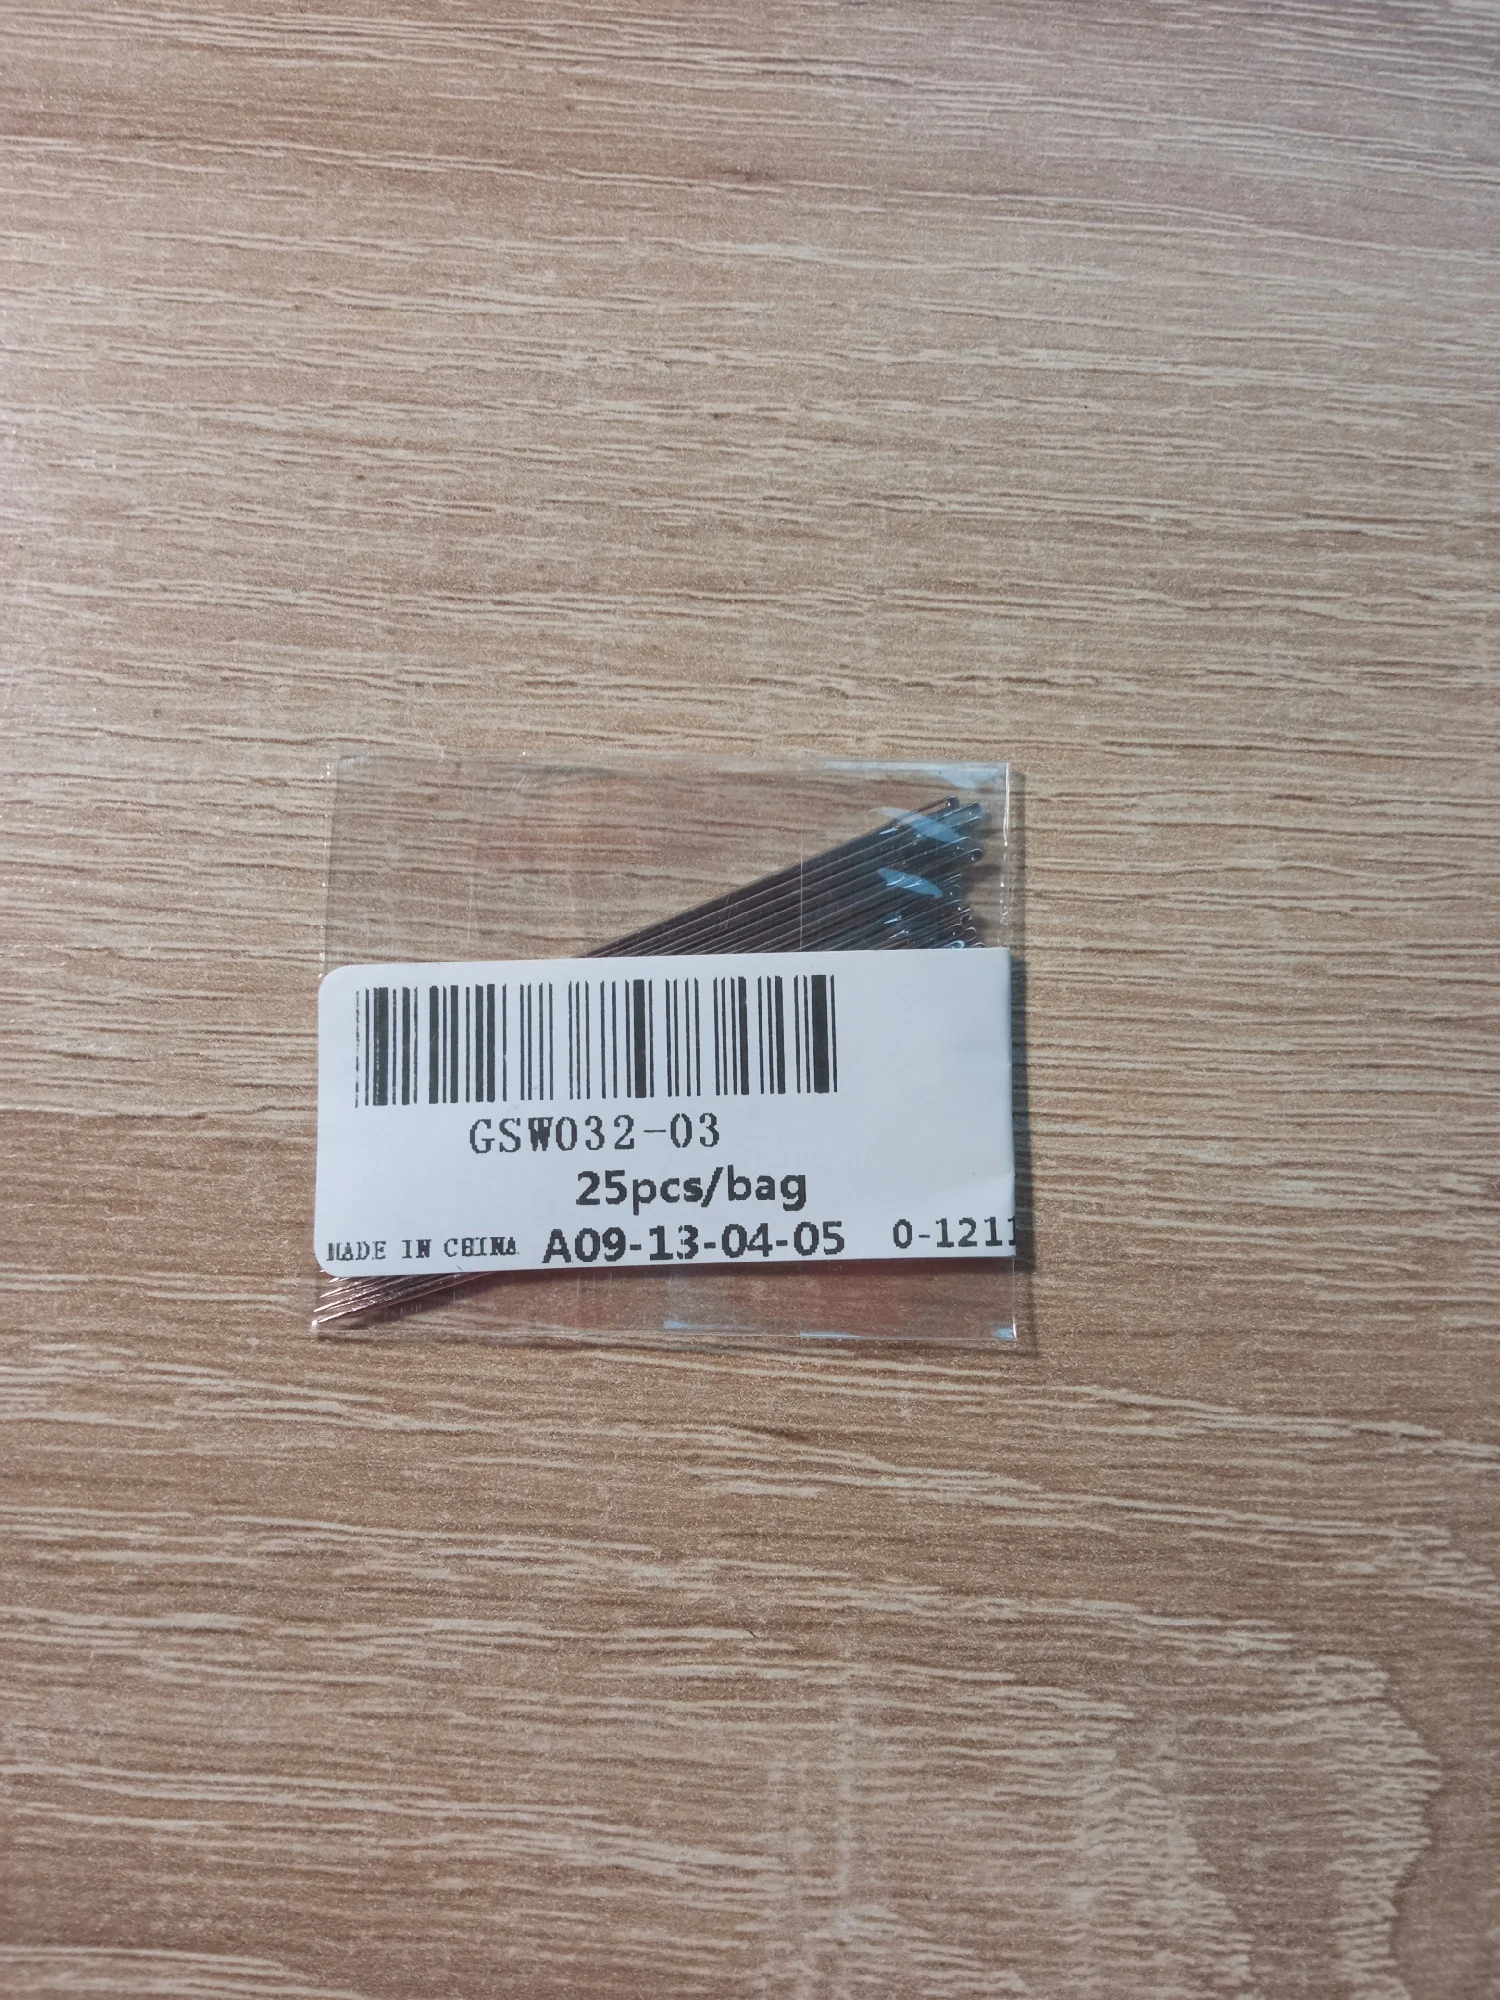 GSW032-03
25pcs/bag
MADE IN CHINA A09-13-04-05 0-1211